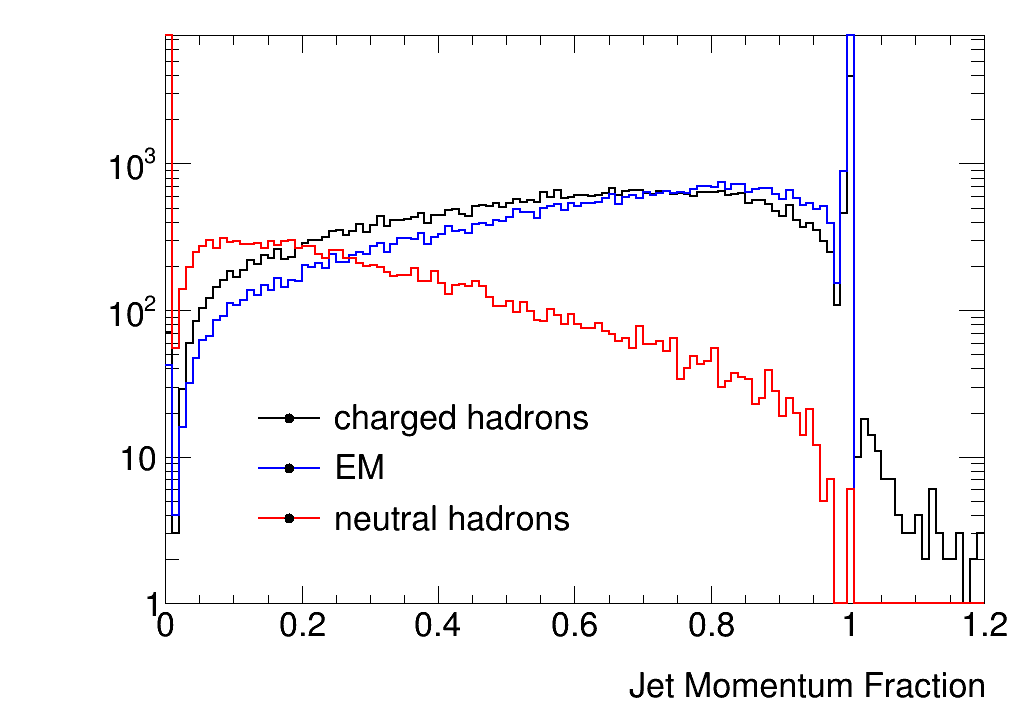 10³
10²
10
1
charged hadrons
EM
neutral hadrons
0 0.2 0.4 0.6 0.8 1 1.2
Jet Momentum Fraction